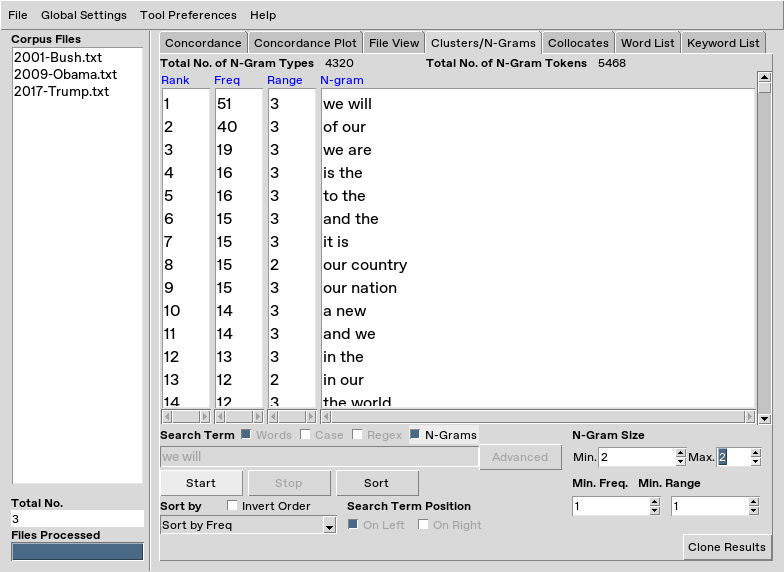 File Global Settings Tool Preferences Help
Corpus Files
2001-Bush.txt
2009-Obama.txt
2017-Trump.txt
Total No.
3
Files Processed
Concordance Concordance Plot File View Clusters/N-Grams Collocates Word List Keyword List
Total No. of N-Gram Types 4320 Total No. of N-Gram Tokens 5468
Rank Freq Range N-gram
1 51 3 we will
2 40 3 of our
3 19 3 we are
4 16 3 is the
5 16 3 to the
6 15 3 and the
7 15 3 it is
8 15 2 our country
9 15 3 our nation
10 14 3 a new
11 14 3 and we
12 13 3 in the
13 12 2 in our
14 12 3 the world
Search Term Words Case Regex N-Grams
we will Advanced
Start Stop Sort
Sort by Invert Order Search Term Position
Sort by Freq On Left On Right
N-Gram Size
Min. 2 Max. 2
Min. Freq. Min. Range
1 1
Clone Results